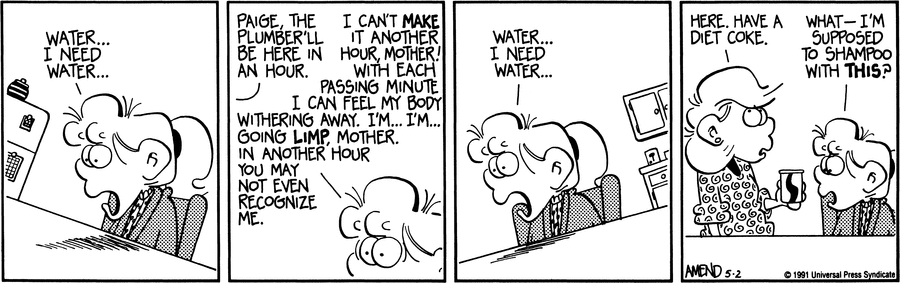 WATER...
I NEED
WATER...
PAIGE, THE
PLUMBER'LL
BE HERE IN
AN HOUR.
I CAN'T MAKE
IT ANOTHER
HOUR, MOTHER!
WITH EACH
PASSING MINUTE
I CAN FEEL MY BODY
WITHERING AWAY. I'M... I'M...
GOING LIMP, MOTHER.
IN ANOTHER HOUR
YOU MAY
NOT EVEN
RECOGNIZE
ME.
WATER...
I NEED
WATER...
HERE. HAVE A
DIET COKE.
WHAT— I'M
SUPPOSED
TO SHAMPOO
WITH THIS?
AMEND 5-2
© 1991 Universal Press Syndicate